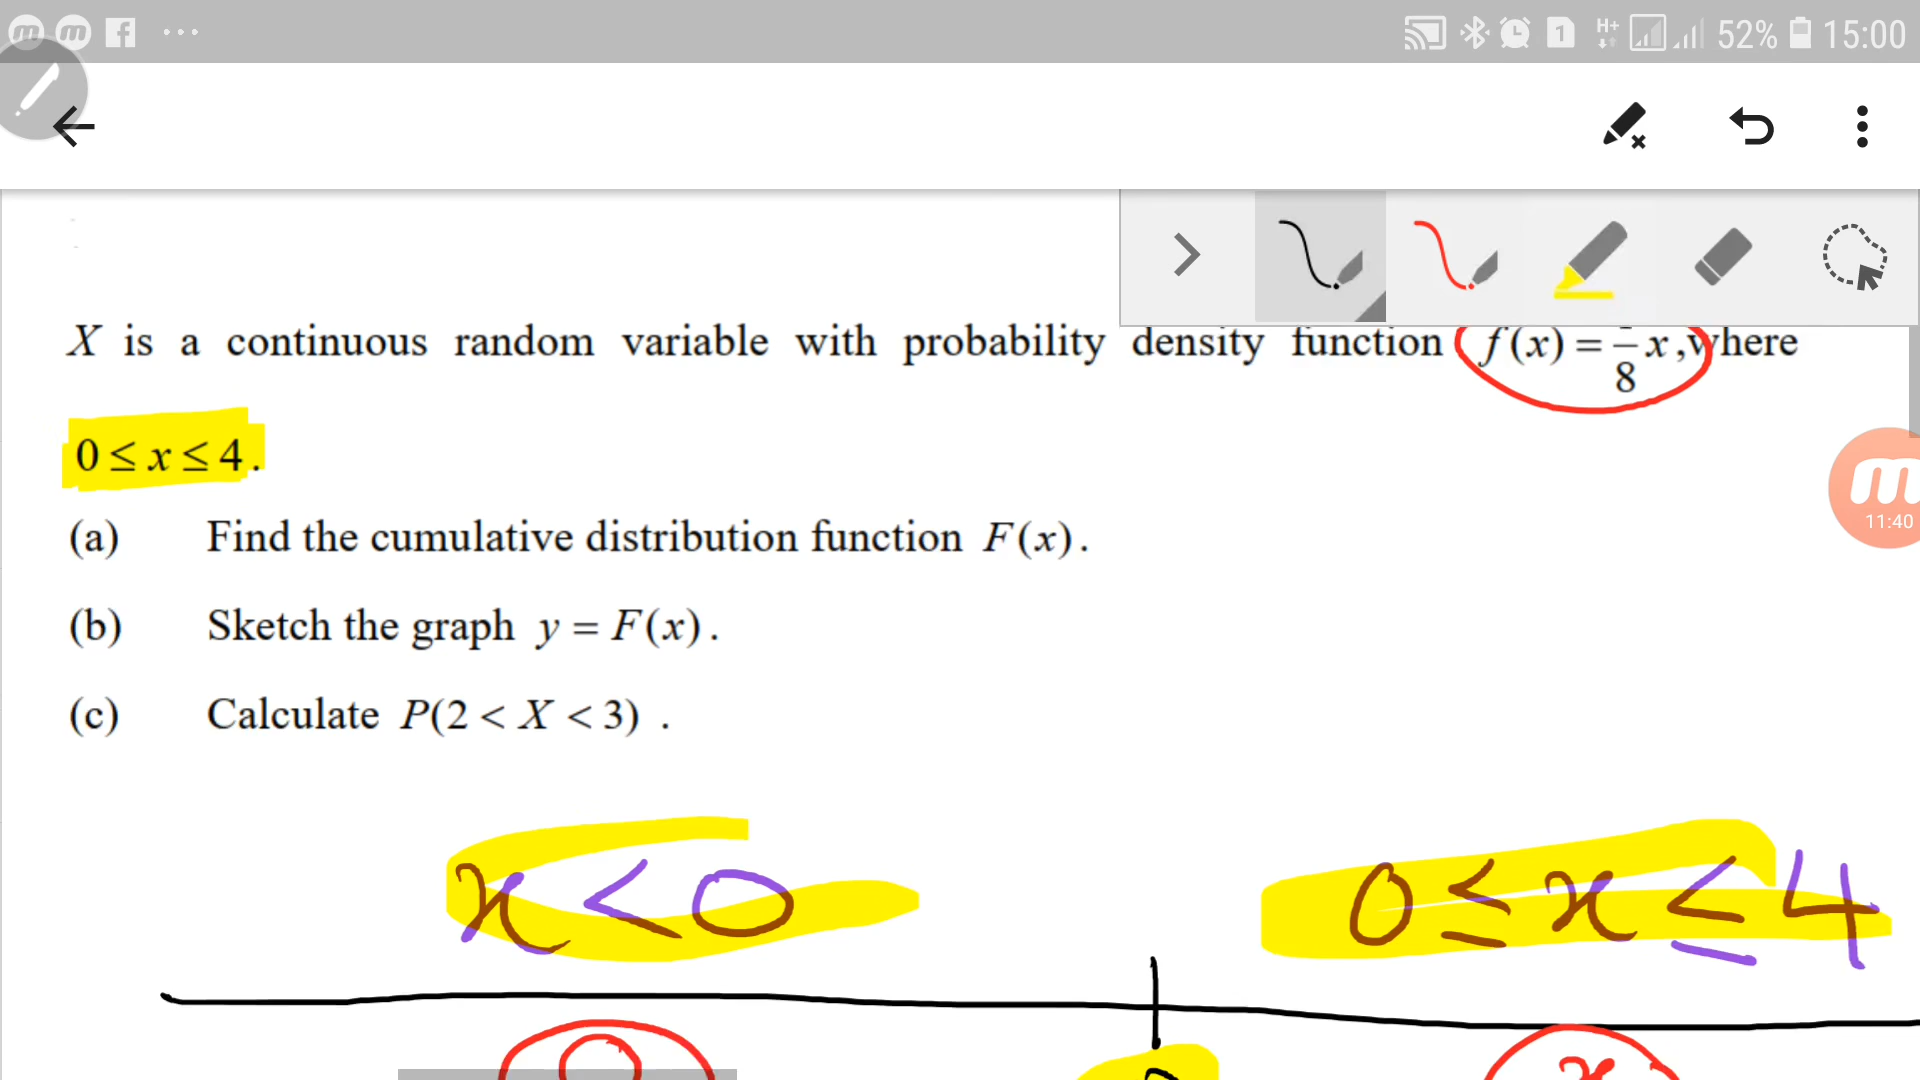 52% 15:00
X is a continuous random variable with probability density function f(x) = –/8 x, where
0 ≤ x ≤ 4.
11:40
(a) Find the cumulative distribution function F(x).
(b) Sketch the graph y = F(x).
(c) Calculate P(2 < X < 3) .
x < 0 0 ≤ x ≤ 4